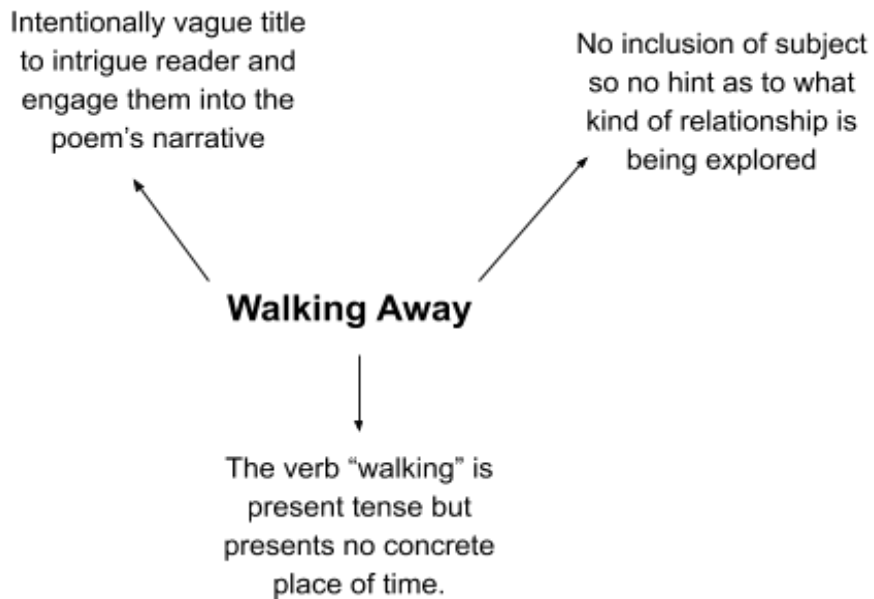 Intentionally vague title
to intrigue reader and
engage them into the
poem's narrative
No inclusion of subject
so no hint as to what
kind of relationship is
being explored
Walking Away
The verb “walking” is
present tense but
presents no concrete
place of time.